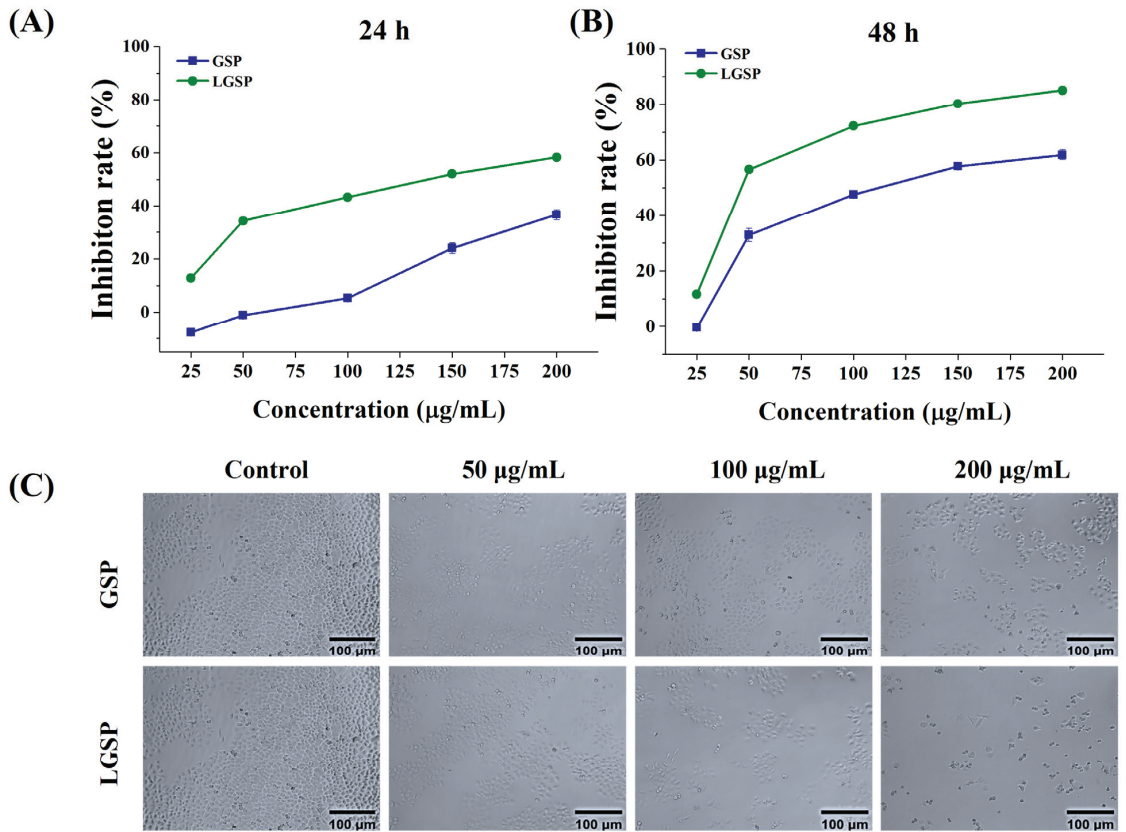 (A)
24 h
GSP
LGSP
100
80
60
40
20
0
Inhibiton rate (%)
25 50 75 100 125 150 175 200
Concentration (μg/mL)
(B)
48 h
GSP
LGSP
100
80
60
40
20
0
Inhibiton rate (%)
25 50 75 100 125 150 175 200
Concentration (μg/mL)
(C)
Control 50 μg/mL 100 μg/mL 200 μg/mL
GSP
100 μm 100 μm 100 μm 100 μm
LGSP
100 μm 100 μm 100 μm 100 μm